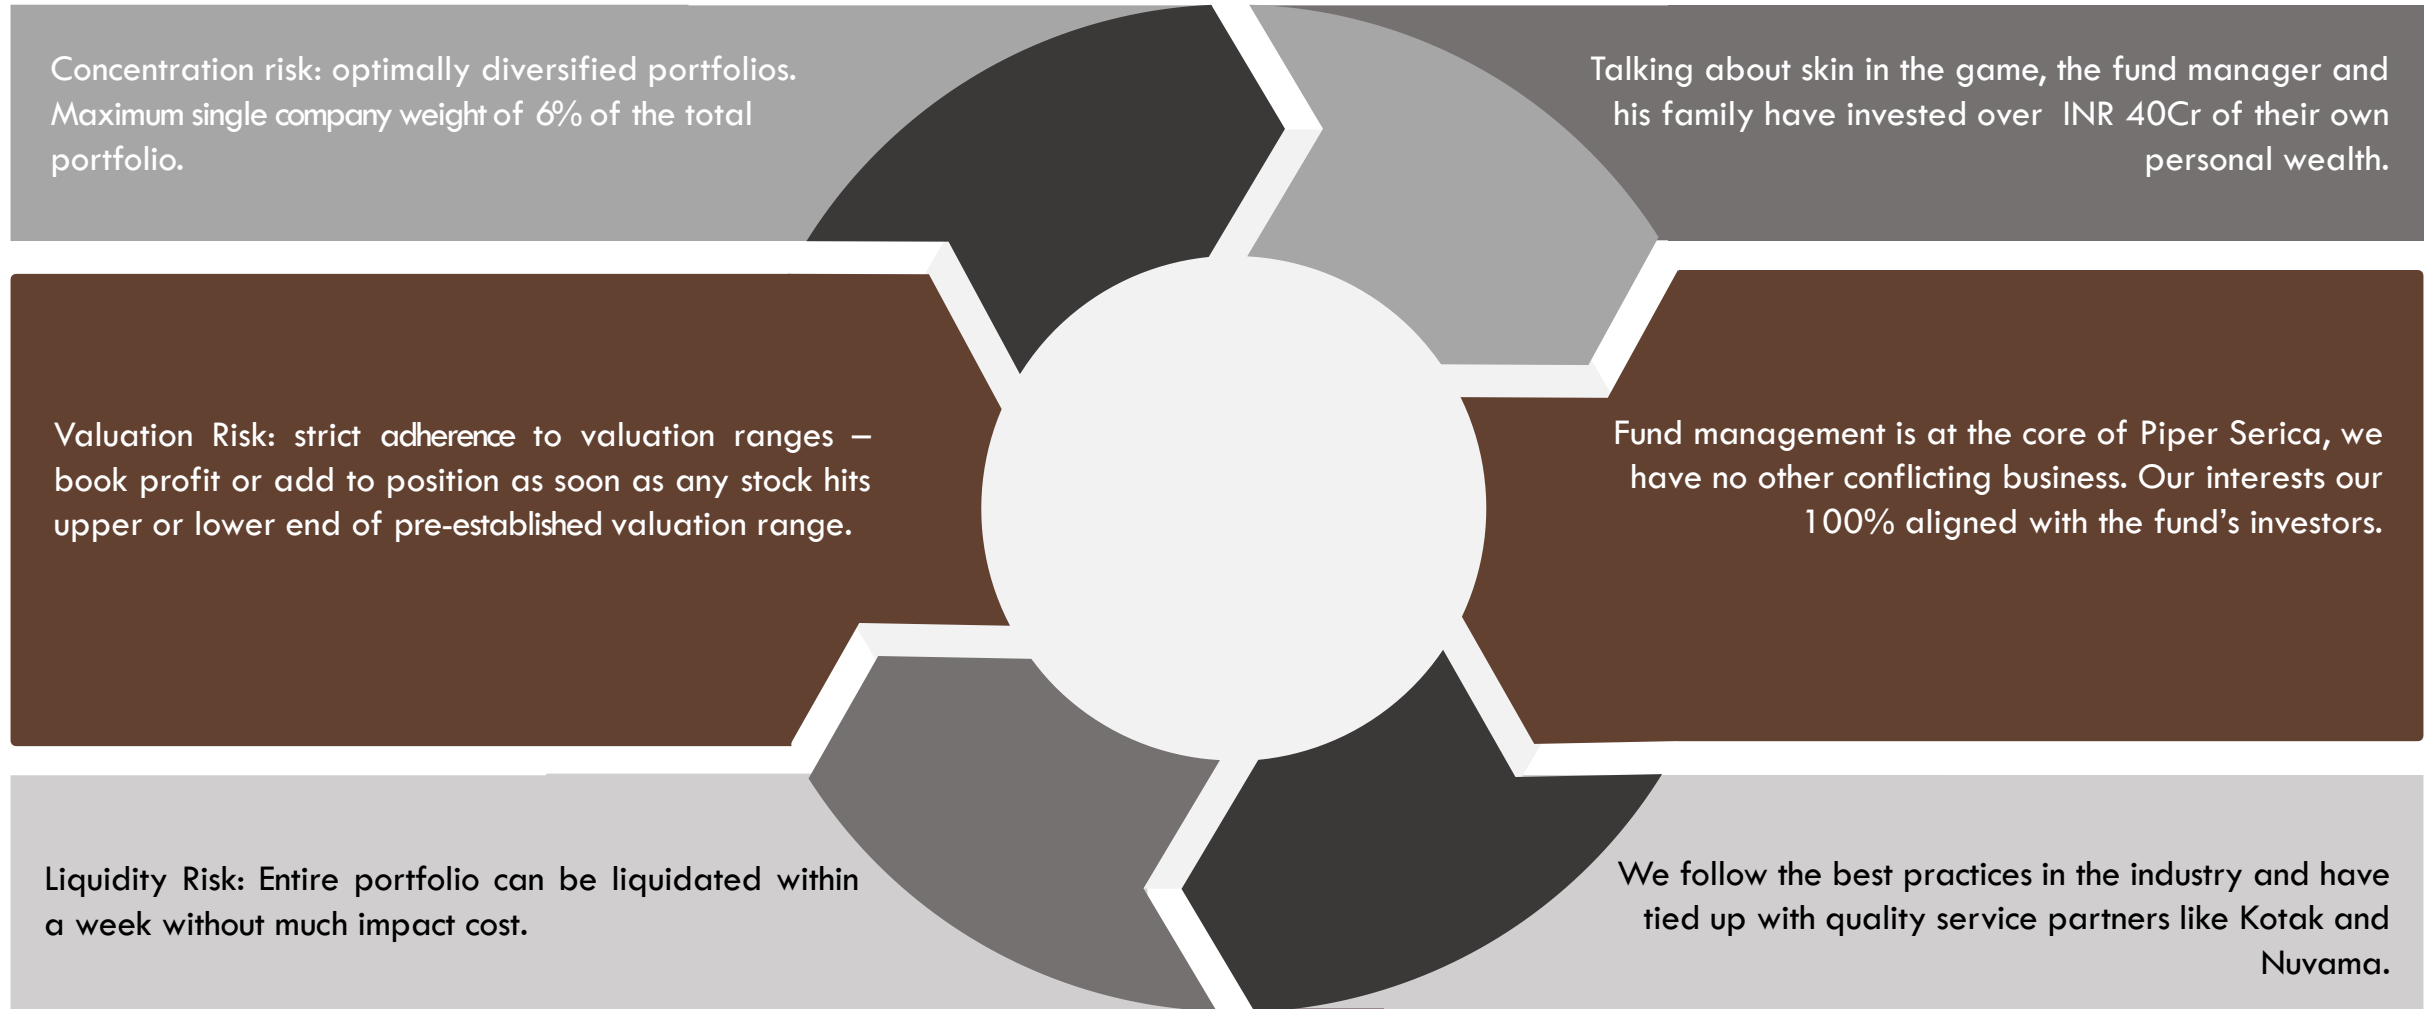 Concentration risk: optimally diversified portfolios.
Maximum single company weight of 6% of the total
portfolio.
Talking about skin in the game, the fund manager and
his family have invested over INR 40Cr of their own
personal wealth.
Valuation Risk: strict adherence to valuation ranges –
book profit or add to position as soon as any stock hits
upper or lower end of pre-established valuation range.
Fund management is at the core of Piper Serica, we
have no other conflicting business. Our interests our
100% aligned with the fund’s investors.
Liquidity Risk: Entire portfolio can be liquidated within
a week without much impact cost.
We follow the best practices in the industry and have
tied up with quality service partners like Kotak and
Nuvama.